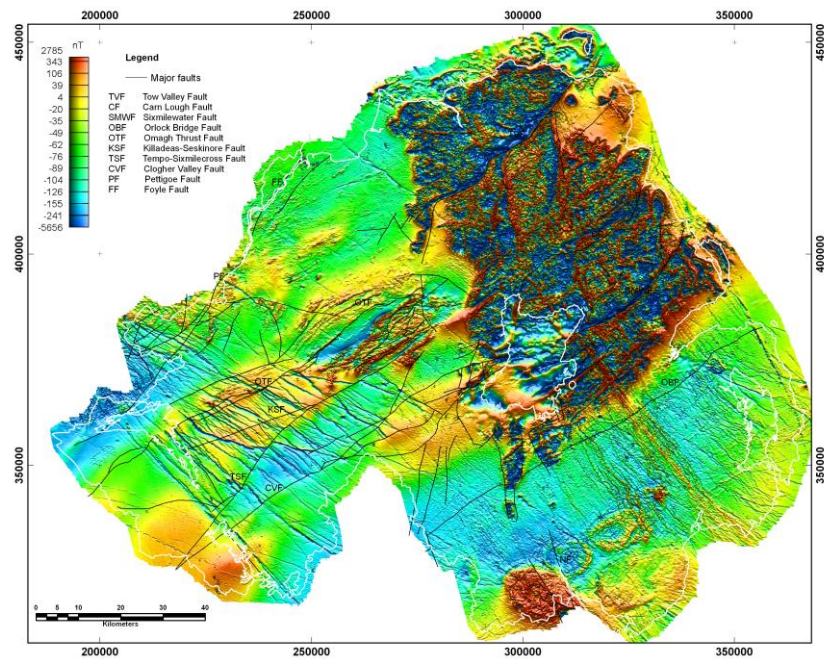 200000 250000 300000 350000
450000 450000
nT
2785
343
106
39
4
-20
-35
-49
-62
-76
-89
-104
-126
-155
-241
-5656
Legend
Major faults
TVF Tow Valley Fault
CF Carn Lough Fault
SMWF Sixmilewater Fault
OBF Orlock Bridge Fault
OTF Omagh Thrust Fault
KSF Killadeas-Seskinore Fault
TSF Tempo-Sixmilecross Fault
CVF Clogher Valley Fault
PF Pettigoe Fault
FF Foyle Fault
FF
400000 400000
OTF
OTF
OBF
KSF
350000 350000
TSF
CVF
NF
0 5 10 20 30 40
Kilometers
200000 250000 300000 350000